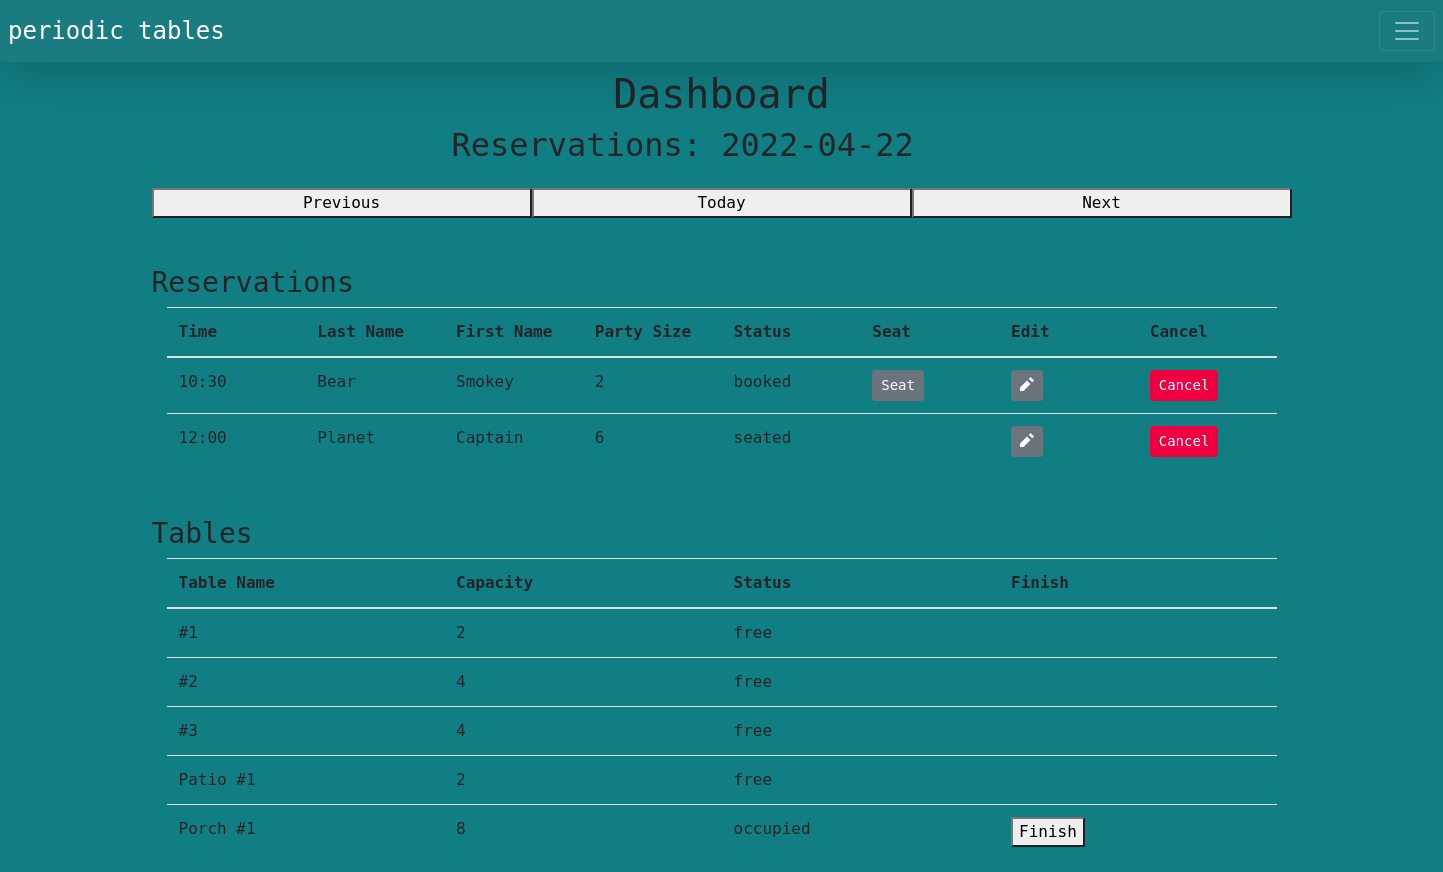 periodic tables
Dashboard
Reservations: 2022-04-22
Previous Today Next
Reservations
Time Last Name First Name Party Size Status Seat Edit Cancel
10:30 Bear Smokey 2 booked Seat Cancel
12:00 Planet Captain 6 seated Cancel
Tables
Table Name Capacity Status Finish
#1 2 free
#2 4 free
#3 4 free
Patio #1 2 free
Porch #1 8 occupied Finish